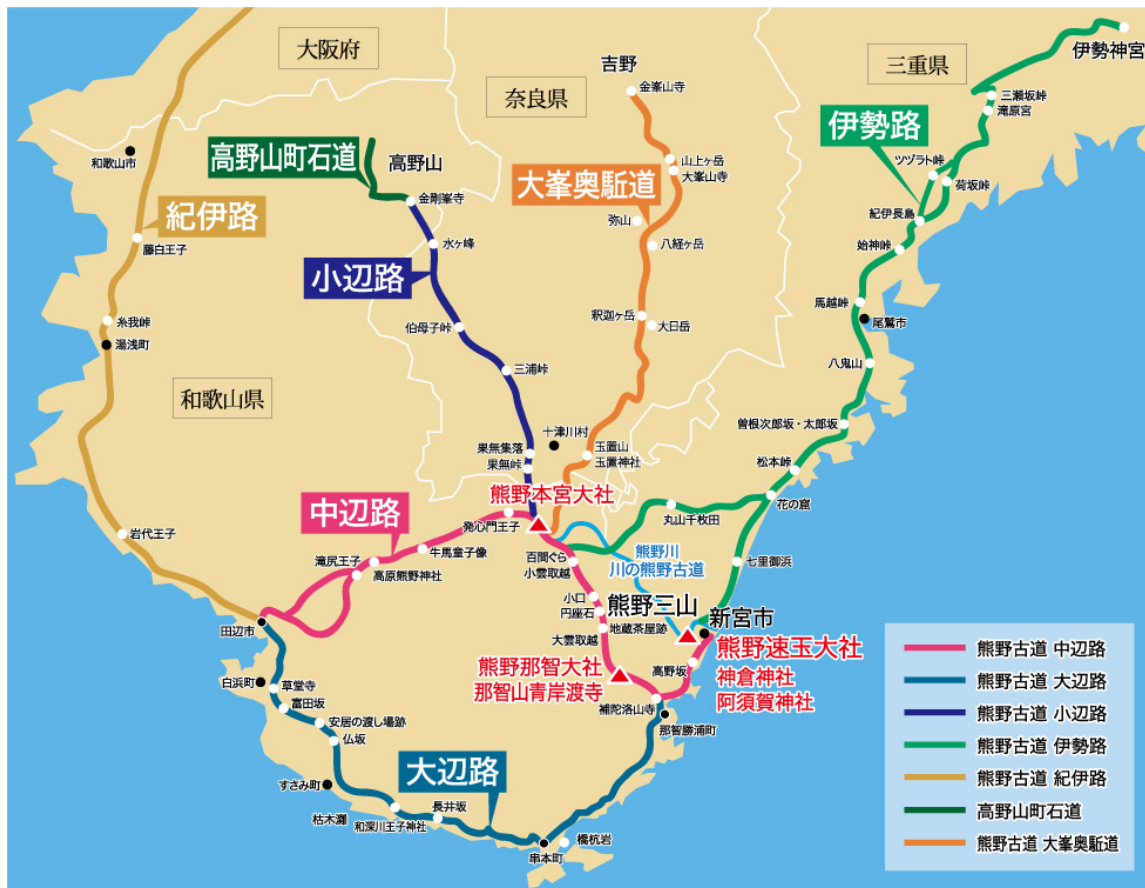 大阪府
奈良県
三重県
和歌山県
伊勢神宮
三瀬坂峠
滝原宮
伊勢路
ツヅラト峠
荷坂峠
紀伊長島
始神峠
馬越峠
尾鷲市
八鬼山
曽根次郎坂・太郎坂
松本峠
花の窟
丸山千枚田
七里御浜
吉野
金峯山寺
山上ヶ岳
大峯山寺
大峯奥駈道
弥山
八経ヶ岳
釈迦ヶ岳
大日岳
玉置山
玉置神社
十津川村
高野山町石道
高野山
金剛峯寺
水ヶ峰
小辺路
伯母子峠
三浦峠
果無集落
果無峠
和歌山市
紀伊路
藤白王子
糸我峠
湯浅町
岩代王子
田辺市
中辺路
熊野本宮大社
発心門王子
牛馬童子像
滝尻王子
高原熊野神社
百間ぐら
小雲取越
熊野川
川の熊野古道
小口
円座石
地蔵茶屋跡
大雲取越
熊野三山
新宮市
熊野速玉大社
神倉神社
阿須賀神社
高野坂
熊野那智大社
那智山青岸渡寺
補陀洛山寺
那智勝浦町
白浜町
草堂寺
富田坂
安居の渡し場跡
仏坂
すさみ町
大辺路
枯木灘
和深川王子神社
長井坂
串本町
橋杭岩
熊野古道 中辺路
熊野古道 大辺路
熊野古道 小辺路
熊野古道 伊勢路
熊野古道 紀伊路
高野山町石道
熊野古道 大峯奥駈道